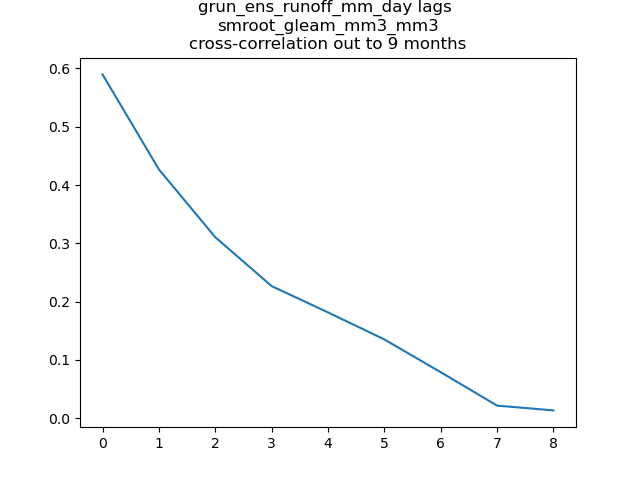 grun_ens_runoff_mm_day lags
smroot_gleam_mm3_mm3
cross-correlation out to 9 months
0.6
0.5
0.4
0.3
0.2
0.1
0.0
0 1 2 3 4 5 6 7 8